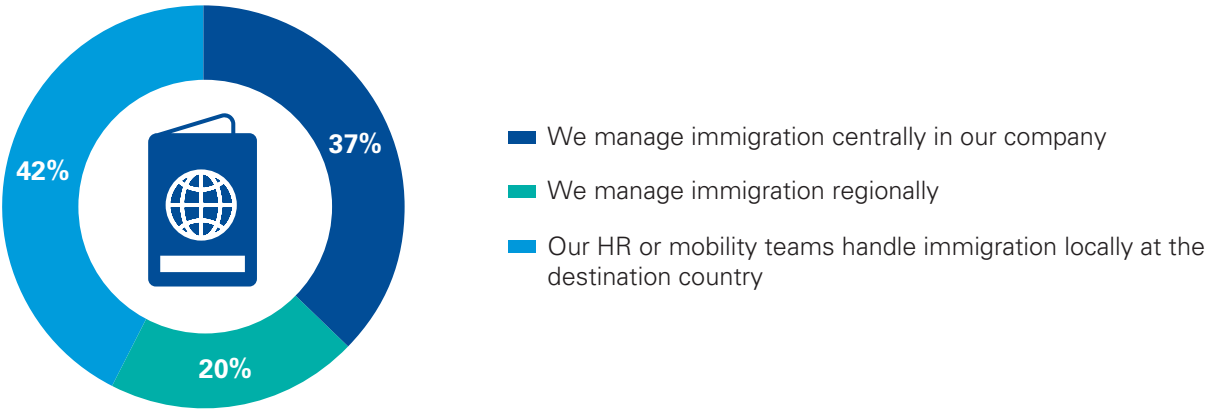 37%
42%
20%
We manage immigration centrally in our company
We manage immigration regionally
Our HR or mobility teams handle immigration locally at the
destination country